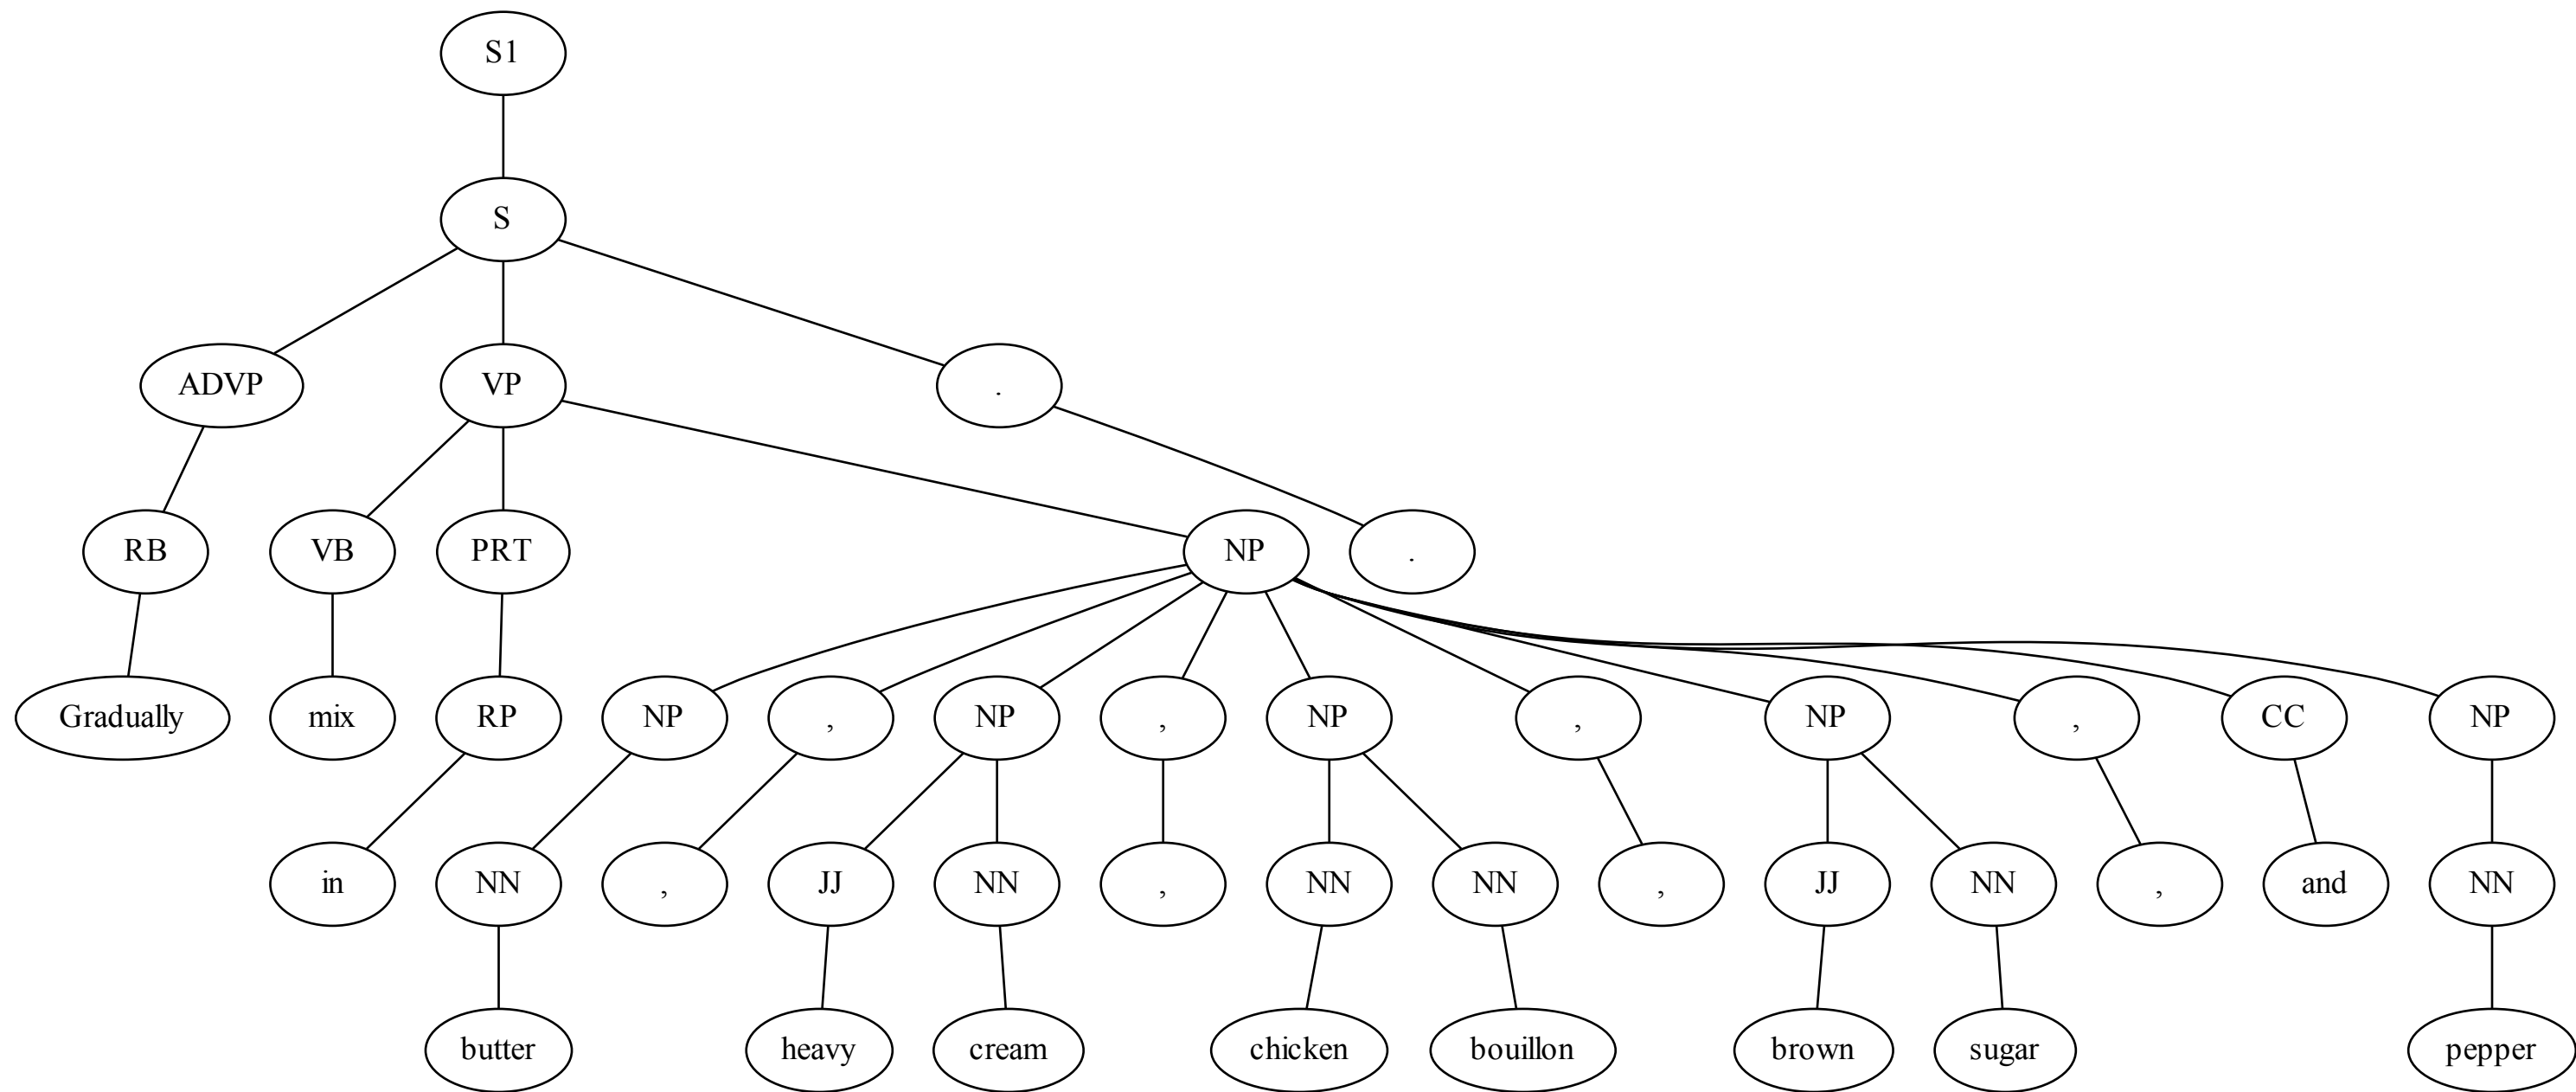 S1
S
ADVP VP .
RB VB PRT NP .
Gradually mix RP NP , NP , NP , NP , CC NP
in NN , JJ NN , NN NN , JJ NN , and NN
butter heavy cream chicken bouillon brown sugar pepper